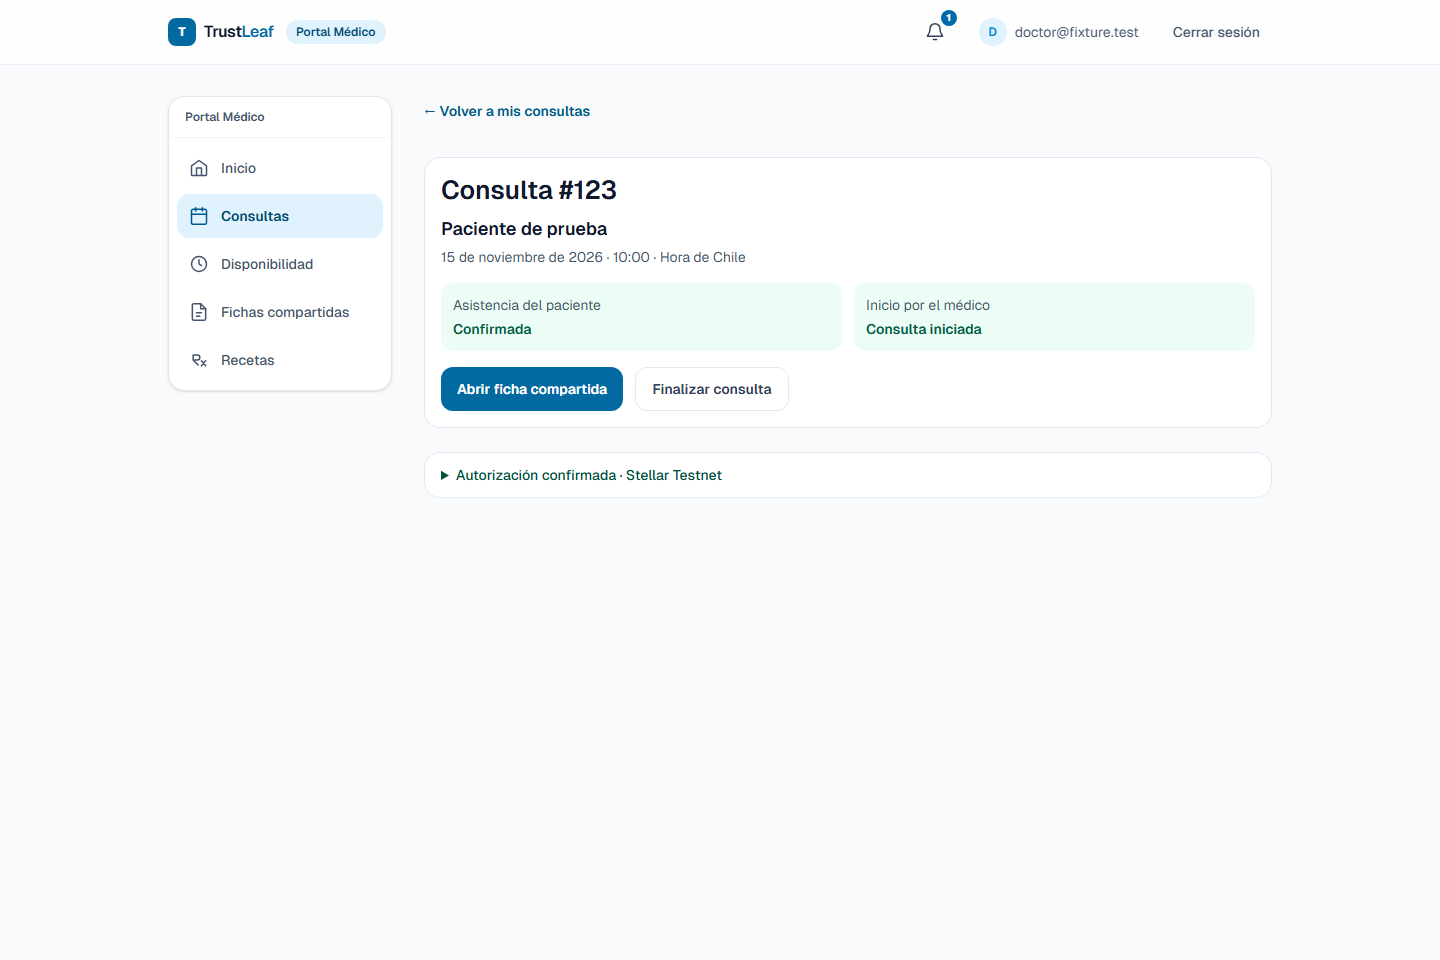 T TrustLeaf Portal Médico 1 D doctor@fixture.test Cerrar sesión
Portal Médico
Inicio
Consultas
Disponibilidad
Fichas compartidas
Recetas
← Volver a mis consultas
Consulta #123
Paciente de prueba
15 de noviembre de 2026 · 10:00 · Hora de Chile
Asistencia del paciente
Confirmada
Inicio por el médico
Consulta iniciada
Abrir ficha compartida Finalizar consulta
▶ Autorización confirmada · Stellar Testnet